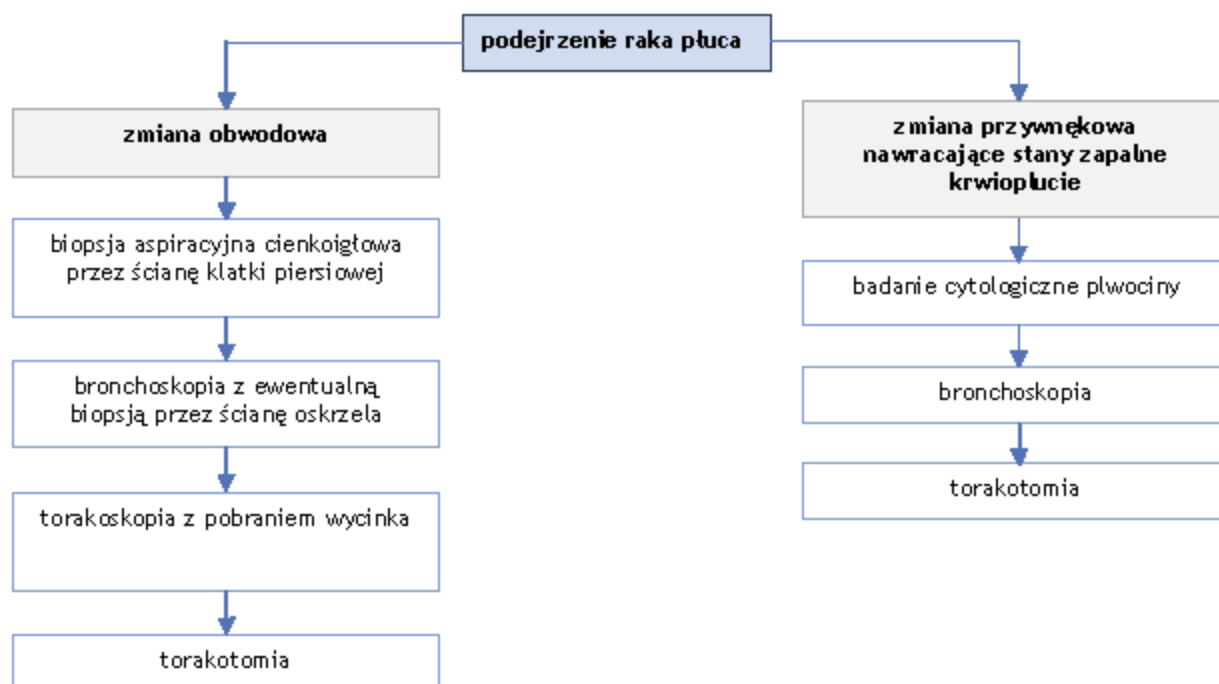 podejrzenie raka płuca
zmiana obwodowa
biopsja aspiracyjna cienkoigłowa
przez ścianę klatki piersiowej
bronchoskopia z ewentualną
biopsją przez ścianę oskrzela
torakoskopia z pobraniem wycinka
torakotomia
zmiana przywnękowa
nawracające stany zapalne
krwioplucie
badanie cytologiczne plwociny
bronchoskopia
torakotomia